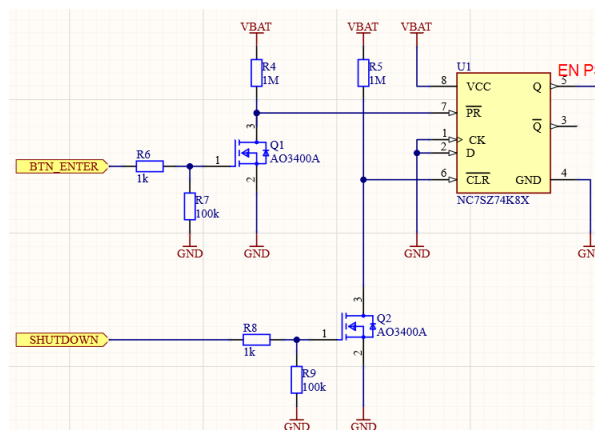 VBAT
VBAT
VBAT
R4
1M
R5
1M
U1
EN PS
8
VCC
Q
5
7
PR
Q
3
1
CK
2
D
6
CLR
GND
4
NC7SZ74K8X
3
Q1
AO3400A
1
2
BTN_ENTER
R6
1k
R7
100k
GND
GND
GND
GND
3
Q2
AO3400A
1
2
SHUTDOWN
R8
1k
R9
100k
GND
GND